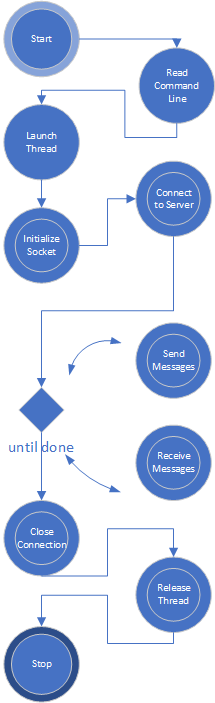 Start
Read
Command
Line
Launch
Thread
Connect
to Server
Initialize
Socket
Send
Messages
until done
Receive
Messages
Close
Connection
Release
Thread
Stop